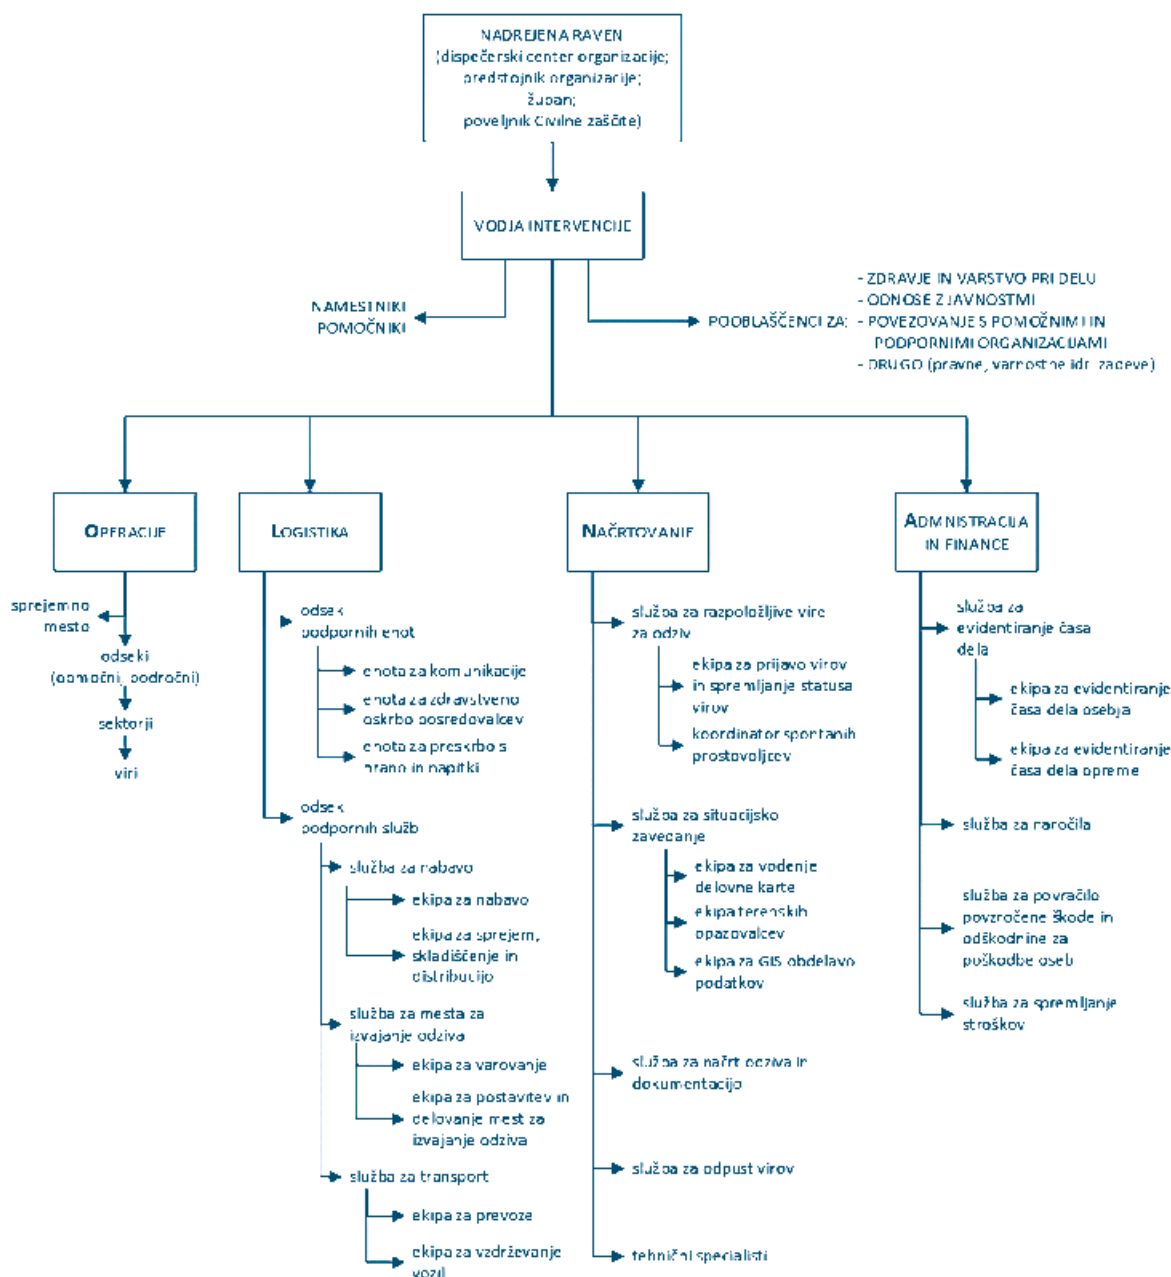 NADREJENA RAVEN
(dispečerski center organizacije;
predstojnik organizacije;
župan;
poveljnik Civilne zaščite)
VODJA INTERVENCIJE
NAMESTNIKI
POMOČNIKI
POOBLAŠČENCI ZA:
- ZDRAVJE IN VARSTVO PRI DELU
- ODNOSE Z JAVNOSTMI
- POVEZOVANJE S POMOŽNIMI IN
PODPORNIMI ORGANIZACIJAMI
- DRUGO (pravne, varnostne idr. zadeve)
OPERACIJE
sprejemno
mesto
odseki
(območni, področni)
sektorji
viri
LOGISTIKA
odsek
podpornih enot
enota za komunikacije
enota za zdravstveno
oskrbo posredovalcev
enota za preskrbo s
hrano in napitki
odsek
podpornih služb
služba za nabavo
ekipa za nabavo
ekipa za sprejem,
skladiščenje in
distribucijo
služba za mesta za
izvajanje odziva
ekipa za varovanje
ekipa za postavitev in
delovanje mest za
izvajanje odziva
služba za transport
ekipa za prevoze
ekipa za vzdrževanje
vozil
NAČRTOVANJE
služba za razpoložljive vire
za odziv
ekipa za prijavo virov
in spremljanje statusa
virov
koordinator spontanih
prostovoljcev
služba za situacijsko
zavedanje
ekipa za vodenje
delovne karte
ekipa terenskih
opazovalcev
ekipa za GIS obdelavo
podatkov
služba za načrt odziva in
dokumentacijo
služba za odpust virov
tehnični specialisti
ADMNISTRACIJA
IN FINANCE
služba za
evidentiranje časa
dela
ekipa za evidentiranje
časa dela osebja
ekipa za evidentiranje
časa dela opreme
služba za naročila
služba za povračilo
povzročene škode in
odškodnine za
poškodbe oseb
služba za spremljanje
stroškov